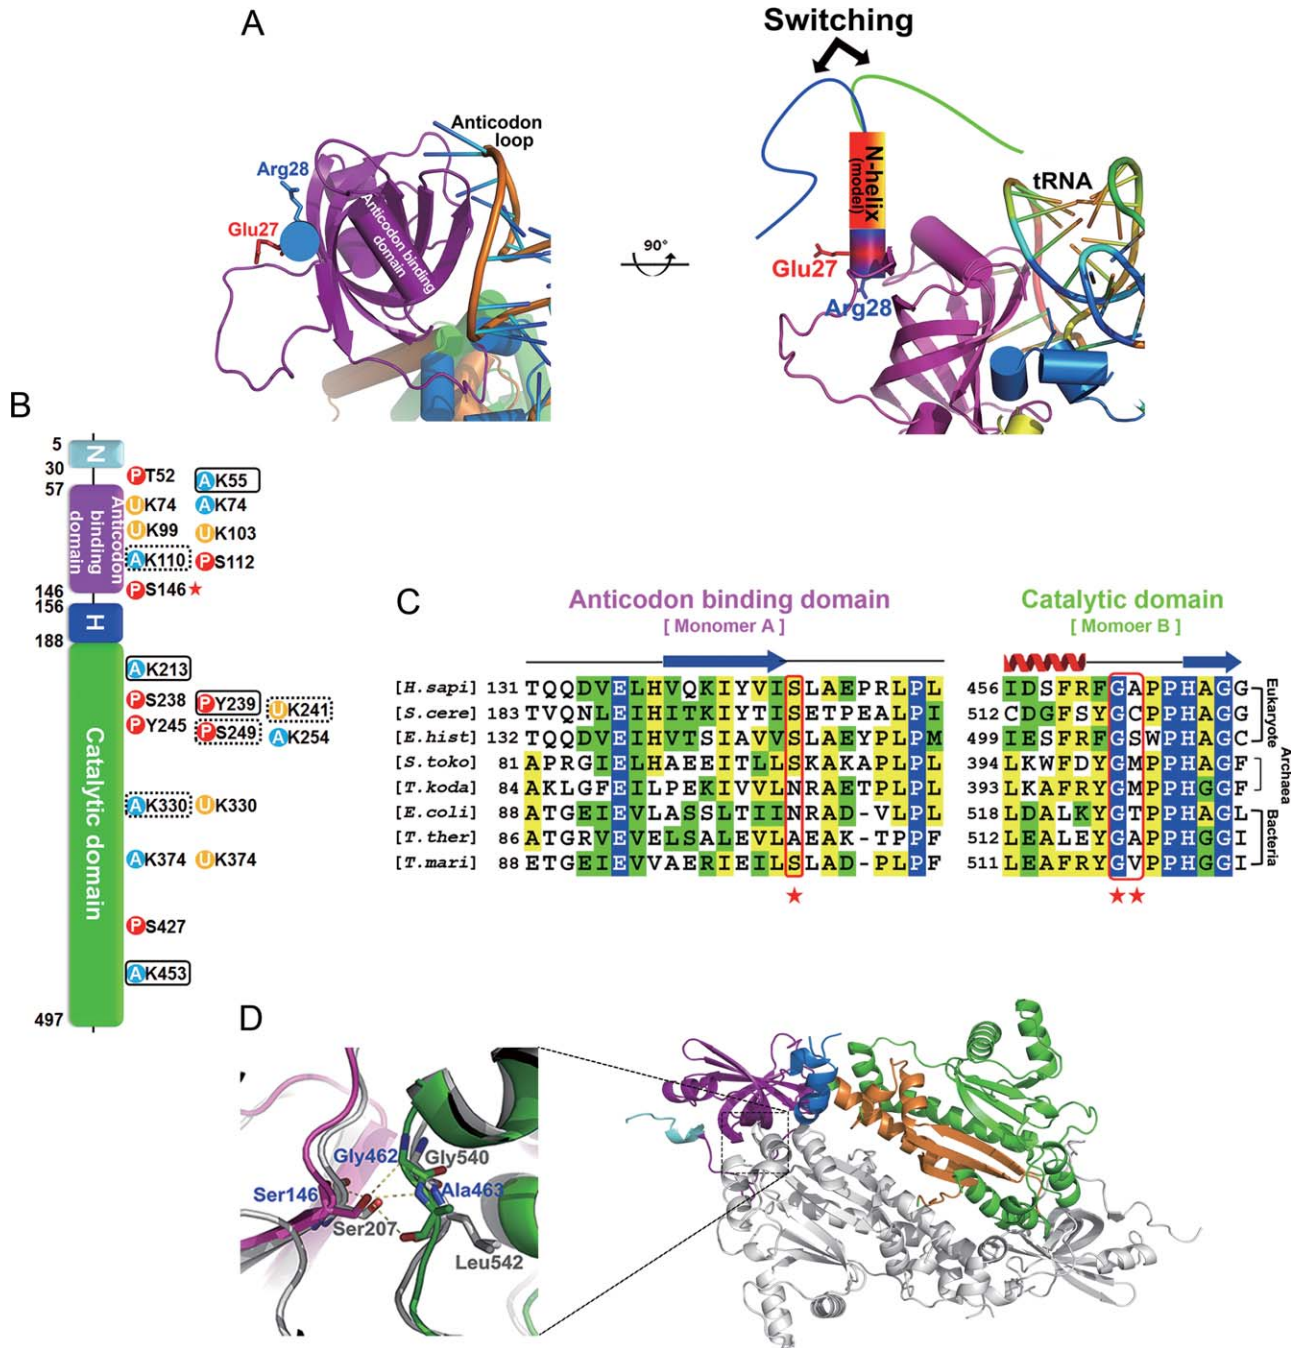 A
Anticodon
loop
Arg28
Glu27
Anticodon binding
domain
90°
Switching
N-helix
(model)
tRNA
Glu27
Arg28
B
5
30
57
146
156
188
497
N
Anticodon
binding
domain
H
Catalytic domain
P T52
A K55
U K74
A K74
U K99
U K103
A K110
P S112
P S146 ★
A K213
P S238
P Y239
U K241
P Y245
P S249
A K254
A K330
U K330
A K374
U K374
P S427
A K453
C
Anticodon binding domain
[ Monomer A ]
Catalytic domain
[ Momoer B ]
[H.sapi] 131 TQQDVELHVQKIYVISLAEPRLPL 456 IDSFRFGAPPHAGG
[S.cere] 183 TVQNLEIHITKIYTISETPEALPI 512 CDGFSYGCPPHAGG
[E.hist] 132 TQQDVEIHVTSIAVVSLAEYPLPM 499 IESFRYGSWPHAGC
[S.toko] 81 APRGIELHAEEITLLSKAKAPLPL 394 LKWFDYGMPPHAGF
[T.koda] 84 AKLGFEILPEKIVVLNRAETPLPL 393 LKAFRYGMPPHGGF
[E.coli] 88 ATGEIEVLASSLTIINRAD-VLPL 518 LDALKYGTPPHAGL
[T.ther] 86 ATGRVEVELSALEVLAEAK-TPPF 512 LEALEYGAPPHGGI
[T.mari] 88 ETGEIEVVAERIEILSLAD-PLPF 511 LEAFRYGVPPHGGI
★
★ ★
Eukaryote
Archaea
Bacteria
D
Gly462
Gly540
Ser146
Ala463
Ser207
Leu542